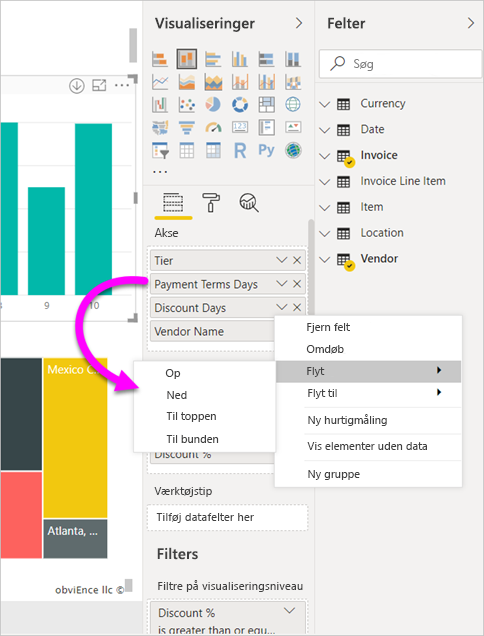 Visualiseringer
Felter
Søg
Currency
Date
Invoice
Invoice Line Item
Item
Location
Vendor
R
Py
123
Akse
Tier
Payment Terms Days
Discount Days
Vendor Name
Fjern felt
Omdøb
Flyt
Flyt til
Ny hurtigmåling
Vis elementer uden data
Ny gruppe
Op
Ned
Til toppen
Til bunden
Discount %
Værktøjstip
Tilføj datafelter her
Filters
Filtre på visualiseringsniveau
Discount %
is greater than or equ...
9
10
Mexico C...
Atlanta, ...
obviEnce llc ©